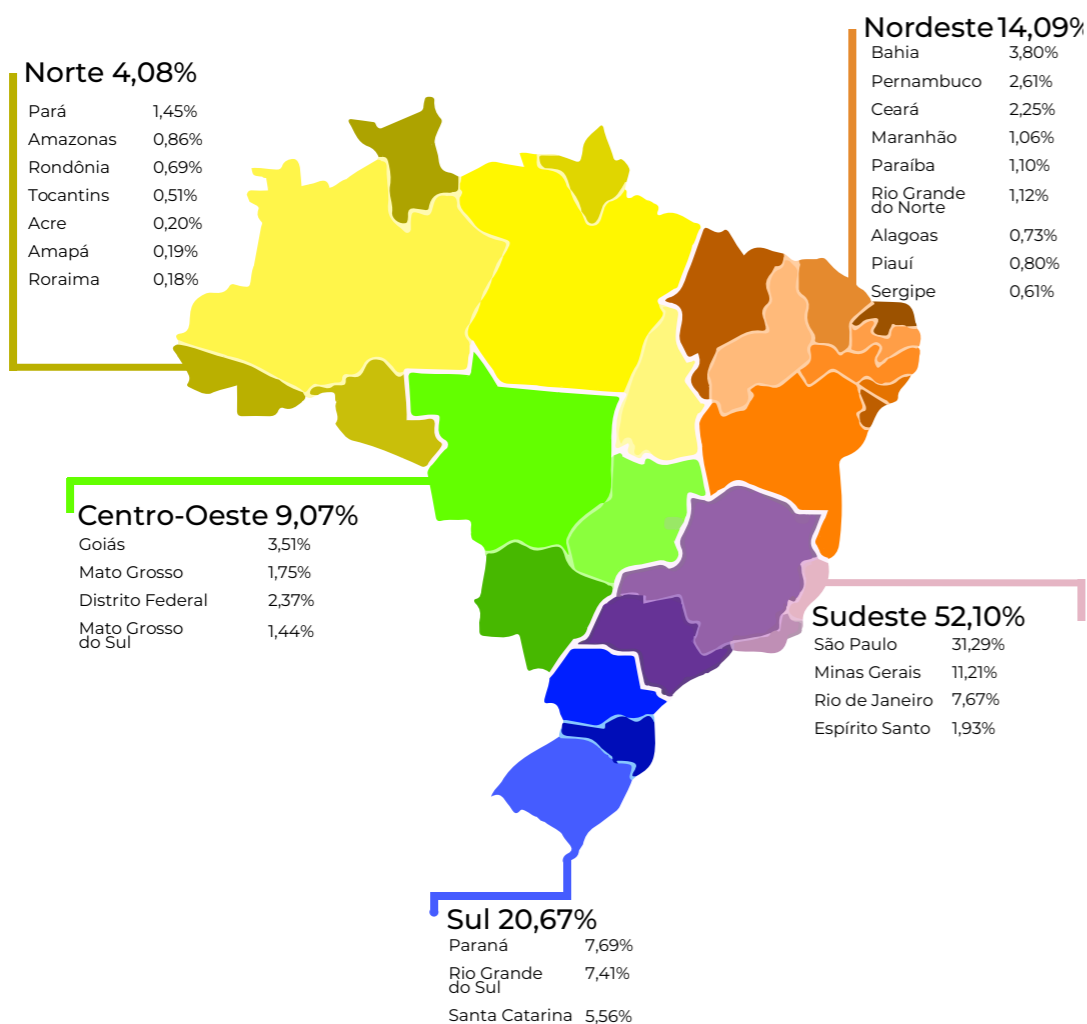 Norte 4,08%
Pará 1,45%
Amazonas 0,86%
Rondônia 0,69%
Tocantins 0,51%
Acre 0,20%
Amapá 0,19%
Roraima 0,18%
Nordeste 14,09%
Bahia 3,80%
Pernambuco 2,61%
Ceará 2,25%
Maranhão 1,06%
Paraíba 1,10%
Rio Grande
do Norte 1,12%
Alagoas 0,73%
Piauí 0,80%
Sergipe 0,61%
Centro-Oeste 9,07%
Goiás 3,51%
Mato Grosso 1,75%
Distrito Federal 2,37%
Mato Grosso
do Sul 1,44%
Sudeste 52,10%
São Paulo 31,29%
Minas Gerais 11,21%
Rio de Janeiro 7,67%
Espírito Santo 1,93%
Sul 20,67%
Paraná 7,69%
Rio Grande
do Sul 7,41%
Santa Catarina 5,56%